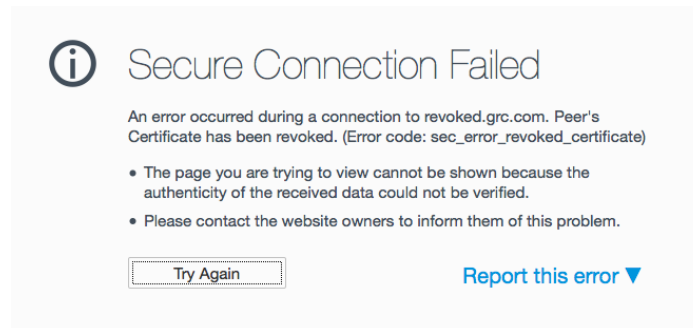 Secure Connection Failed
An error occurred during a connection to revoked.grc.com. Peer's
Certificate has been revoked. (Error code: sec_error_revoked_certificate)
• The page you are trying to view cannot be shown because the
authenticity of the received data could not be verified.
• Please contact the website owners to inform them of this problem.
Try Again
Report this error ▼